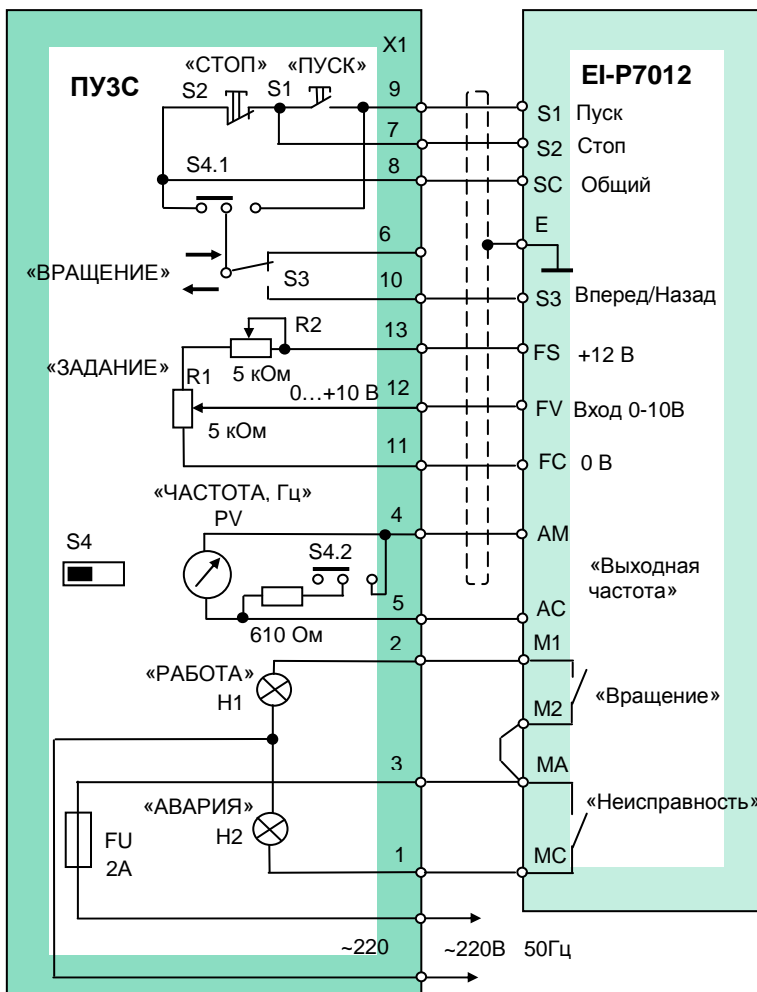 X1
ПУ3С
EI-P7012
«СТОП» «ПУСК»
S2 S1
9
S1 Пуск
7
S2 Стоп
S4.1
8
SC Общий
E
6
«ВРАЩЕНИЕ»
S3
10
S3 Вперед/Назад
R2
13
FS +12 В
«ЗАДАНИЕ»
R1
5 кОм
0...+10 В
12
FV Вход 0-10В
5 кОм
11
FC 0 В
«ЧАСТОТА, Гц»
PV
4
AM
S4
S4.2
«Выходная
частота»
5
AC
610 Ом
2
M1
«РАБОТА»
H1
«Вращение»
M2
3
MA
«АВАРИЯ»
H2
«Неисправность»
FU
2А
1
MC
~220
~220В 50Гц